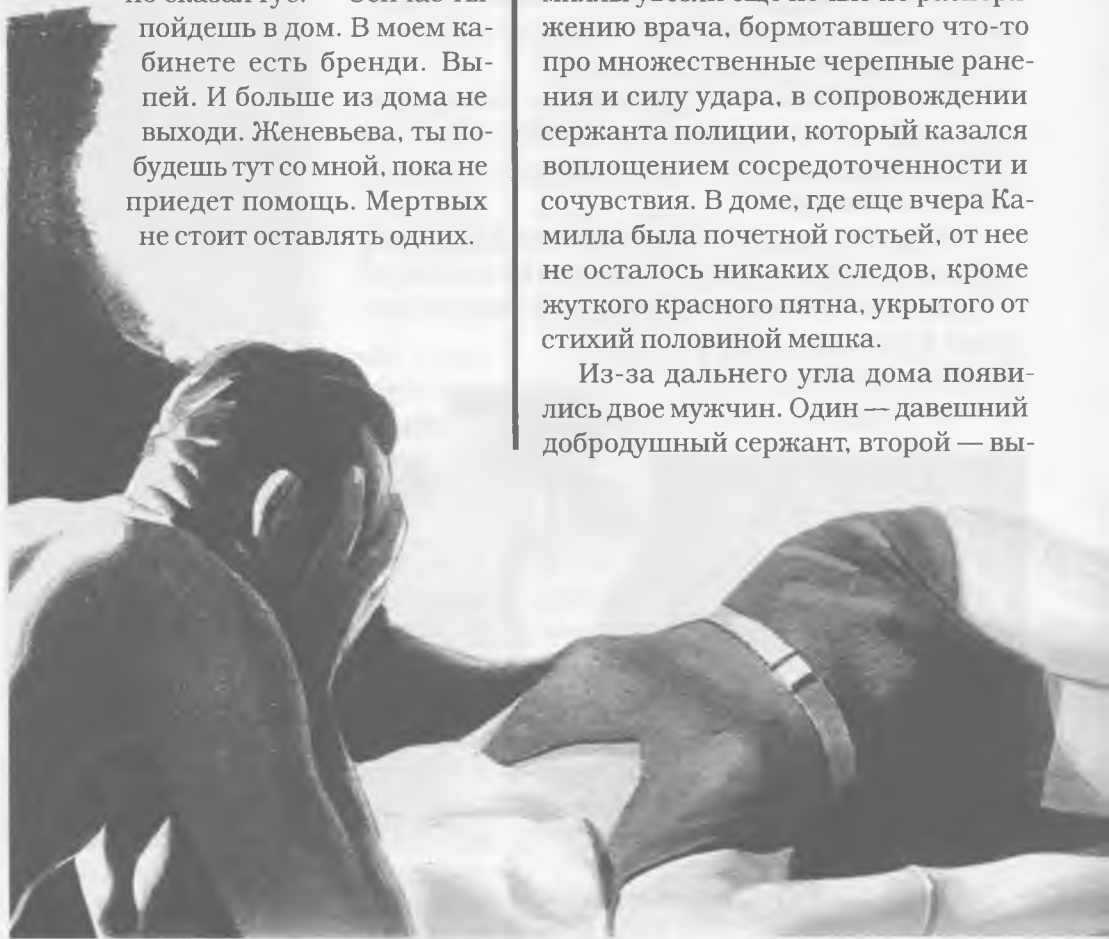 пойдешь в дом. В моем ка-
бинете есть бренди. Вы-
пей. И больше из дома не
выходи. Женевьева, ты по-
будешь тут со мной, пока не
приедет помощь. Мертвых
не стоит оставлять одних.
жению врача, бормотавшего что-то
про множественные черепные ране-
ния и силу удара, в сопровождении
сержанта полиции, который казался
воплощением сосредоточенности и
сочувствия. В доме, где еще вчера Ка-
милла была почетной гостьей, от нее
не осталось никаких следов, кроме
жуткого красного пятна, укрытого от
стихий половиной мешка.
Из-за дальнего угла дома появи-
лись двое мужчин. Один — давешний
добродушный сержант, второй — вы-